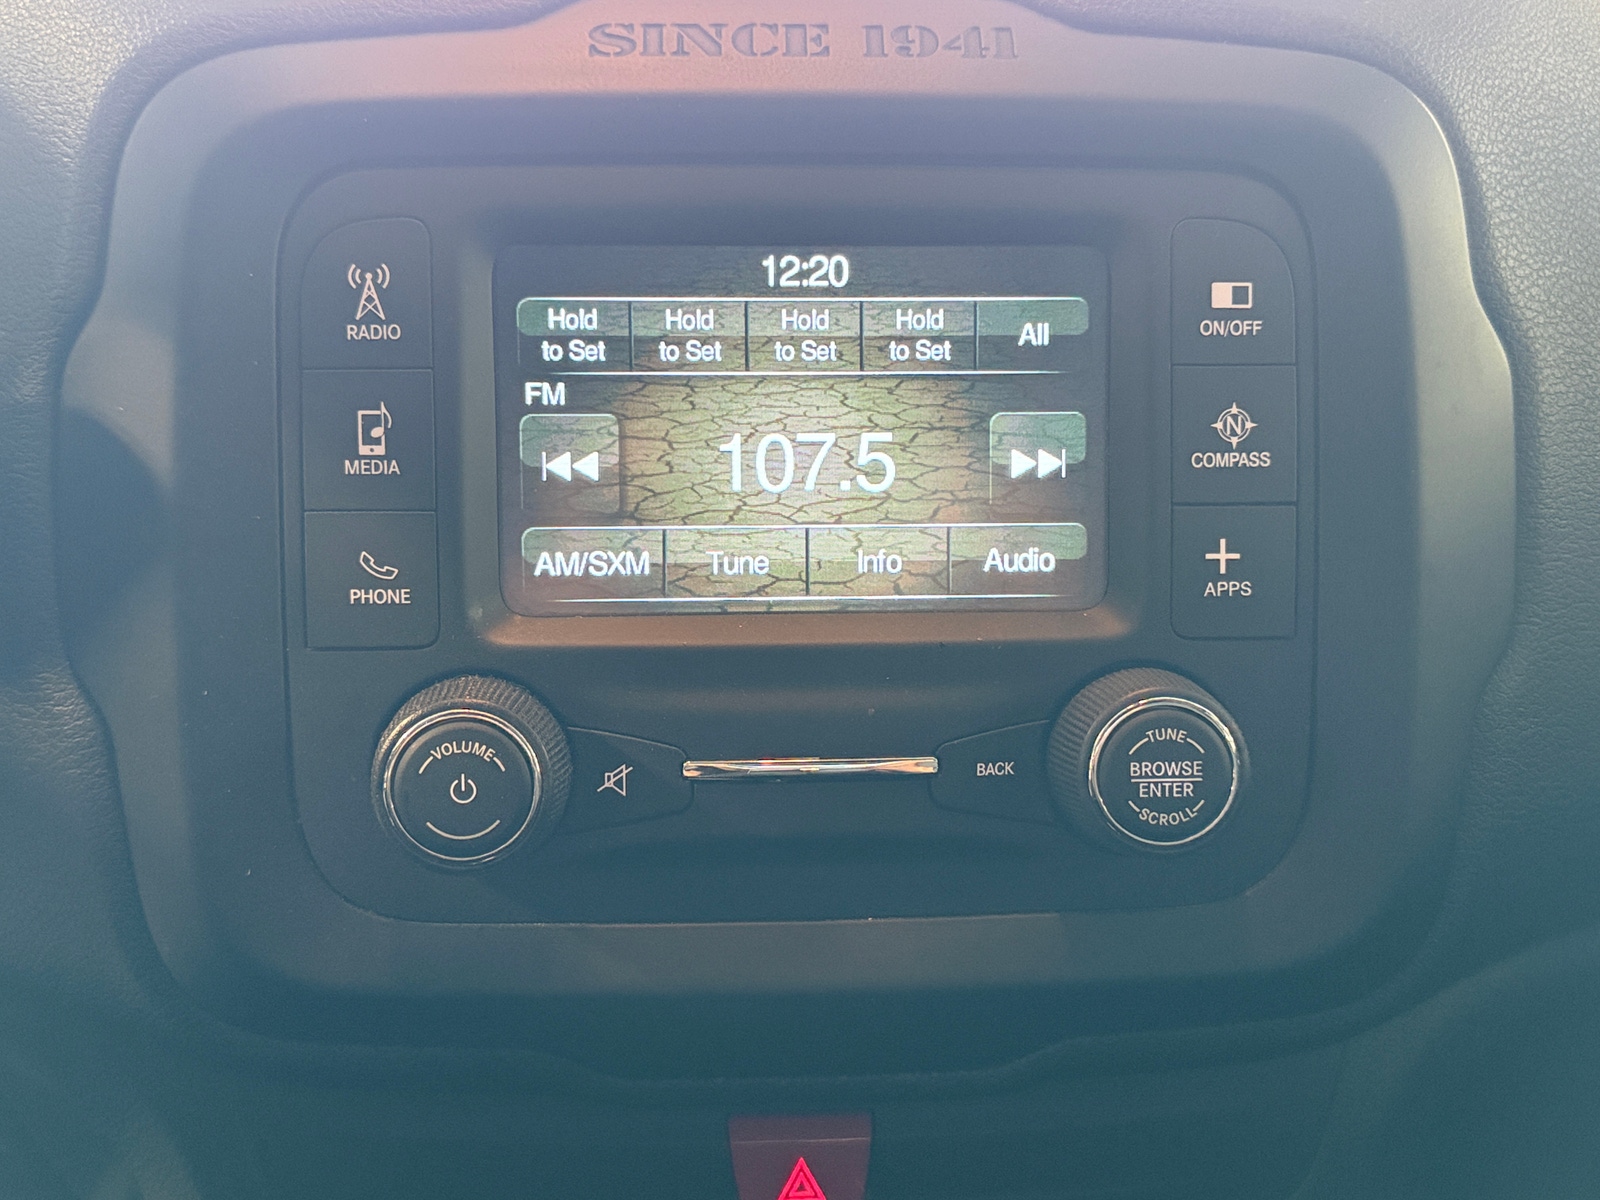 SINCE 1941
RADIO
MEDIA
PHONE
12:20
Hold
to Set
Hold
to Set
Hold
to Set
Hold
to Set
All
FM
107.5
AM/SXM
Tune
Info
Audio
ON/OFF
N
COMPASS
APPS
VOLUME
BACK
TUNE
BROWSE
ENTER
SCROLL